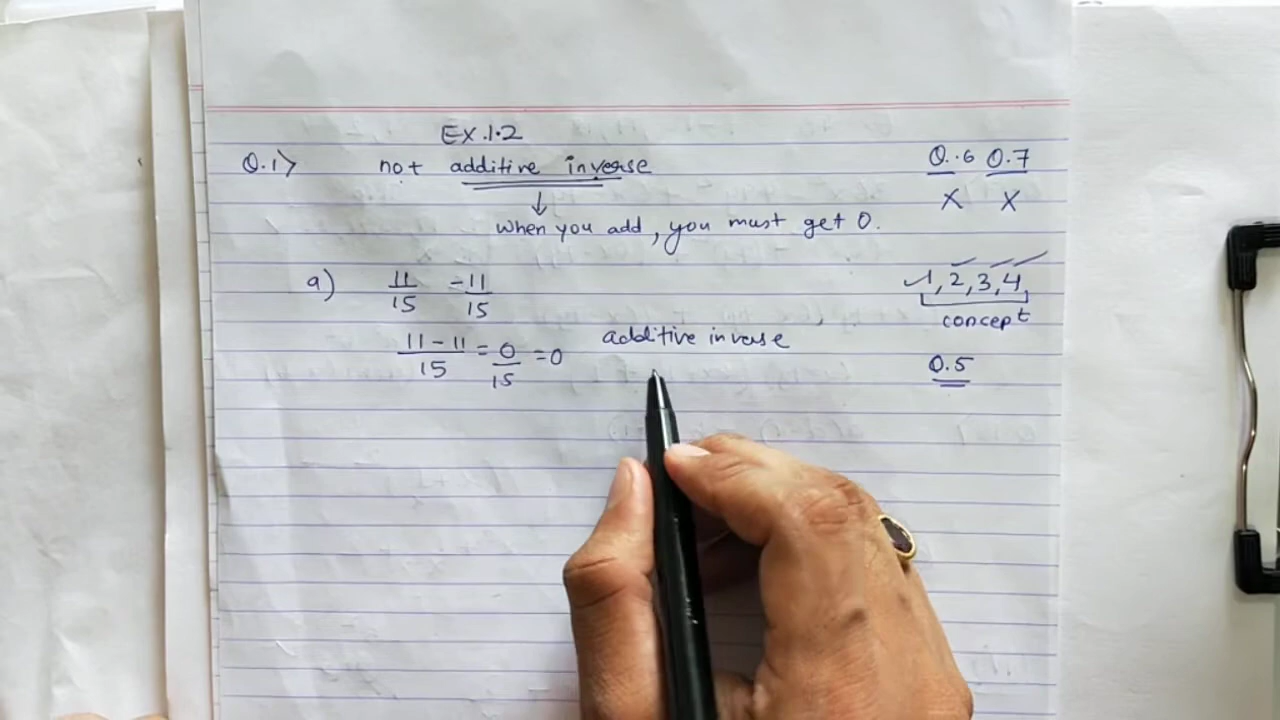 Ex.1.2
Q.1> not additive inverse
↓
when you add, you must get 0.
a) 11/15 -11/15
11-11/15 = 0/15 = 0 additive inverse
Q.6 Q.7
X X
✓1, 2, 3, 4,
concept
Q.5